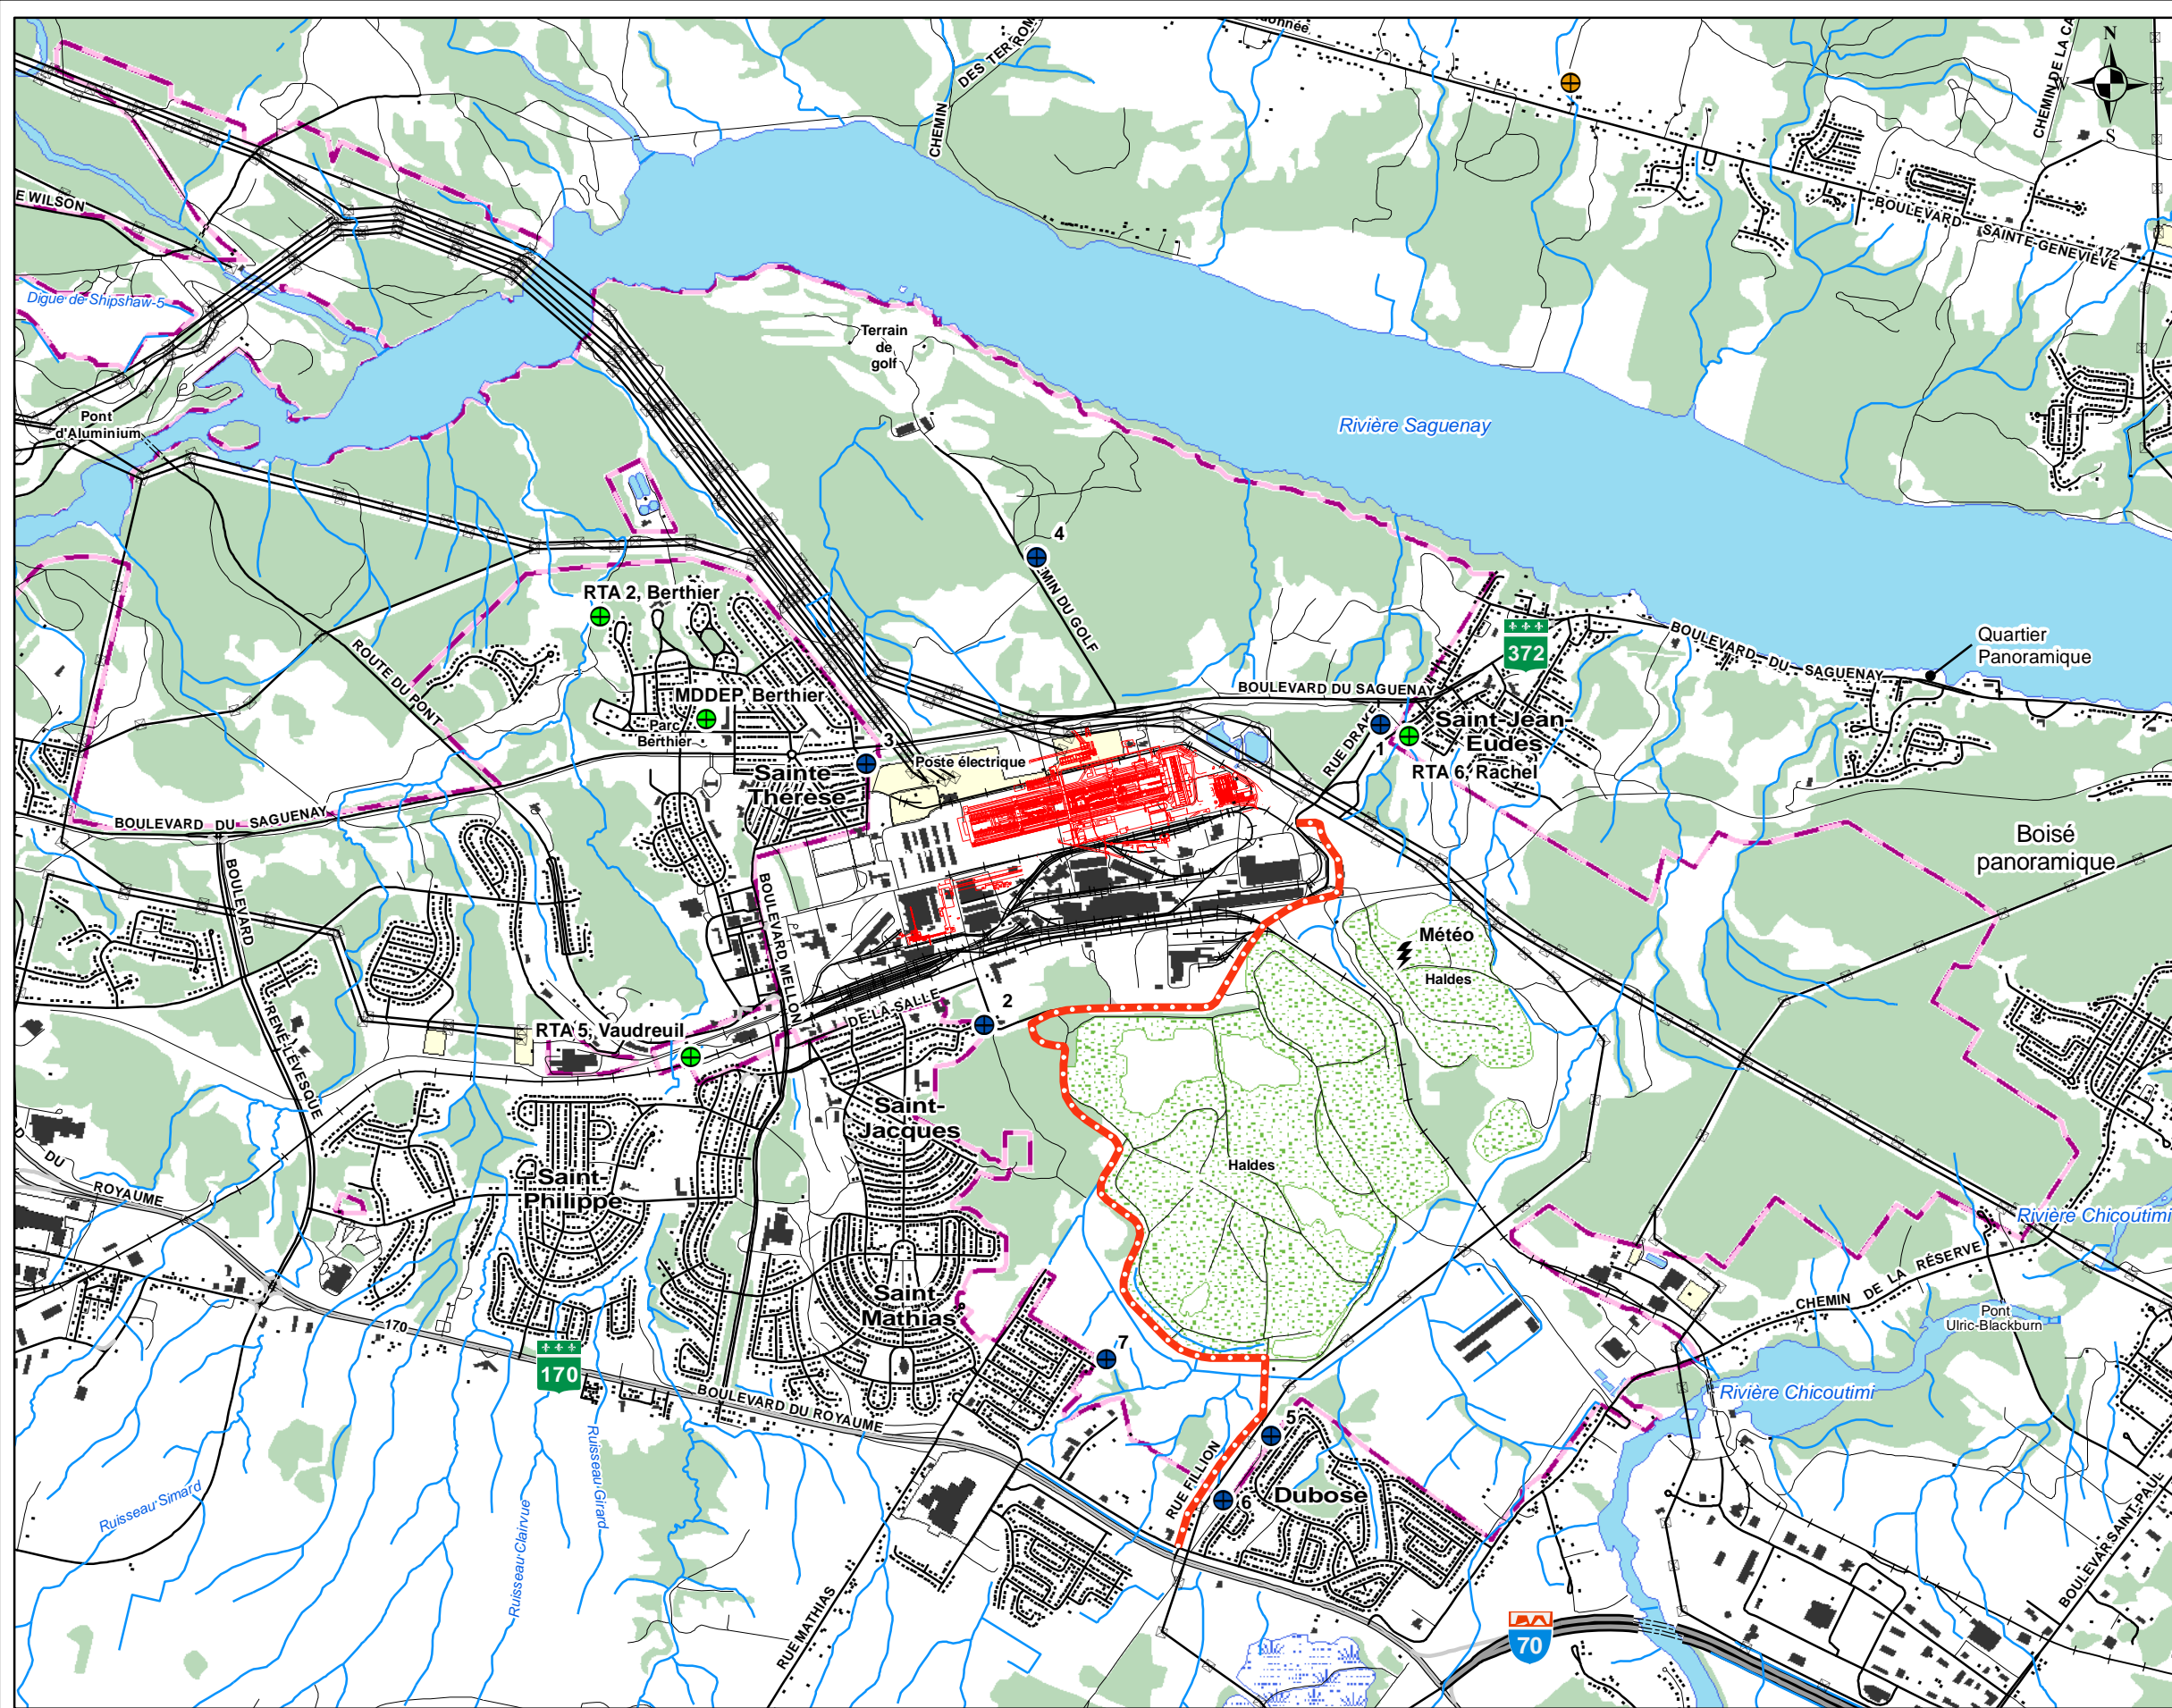 donnée
CHEMIN
DES TERR
ROM
CHEMIN DE LA CA
N
S
E WILSON
BOULEVARD SAINTE-GENEVIÈVE
172
Digue de Shipshaw-5
Terrain
de
golf
Pont
d'Aluminium
Rivière Saguenay
4
EMIN DU GOLF
RTA 2, Berthier
372
BOULEVARD DU SAGUENAY
Quartier
Panoramique
ROUTE DU PONT
MDDEP, Berthier
Parc
Berthier
3
BOULEVARD DU SAGUENAY
RUE DRAKE
1
Saint-Jean-
Eudes
RTA 6, Rachel
Poste électrique
Sainte-
Thérèse
BOULEVARD DU SAGUENAY
Boisé
panoramique
BOULEVARD
RENÉ-LÉVESQUE
BOULEVARD MELLON
Météo
Haldes
2
DE LA SALLE
RTA 5, Vaudreuil
Saint-
Jacques
D DU
ROYAUME
Saint-
Philippe
Haldes
Rivière Chicoutimi
CHEMIN DE LA RÉSERVE
Saint-
Mathias
Pont
Ulric-Blackburn
170
170
7
BOULEVARD DU ROYAUME
Rivière Chicoutimi
5
Ruisseau Simard
Ruisseau Clairvue
Ruisseau Girard
RUE FILLION
6
Dubose
BOULEVARD SAINT-PAUL
RUE MATHIAS
70